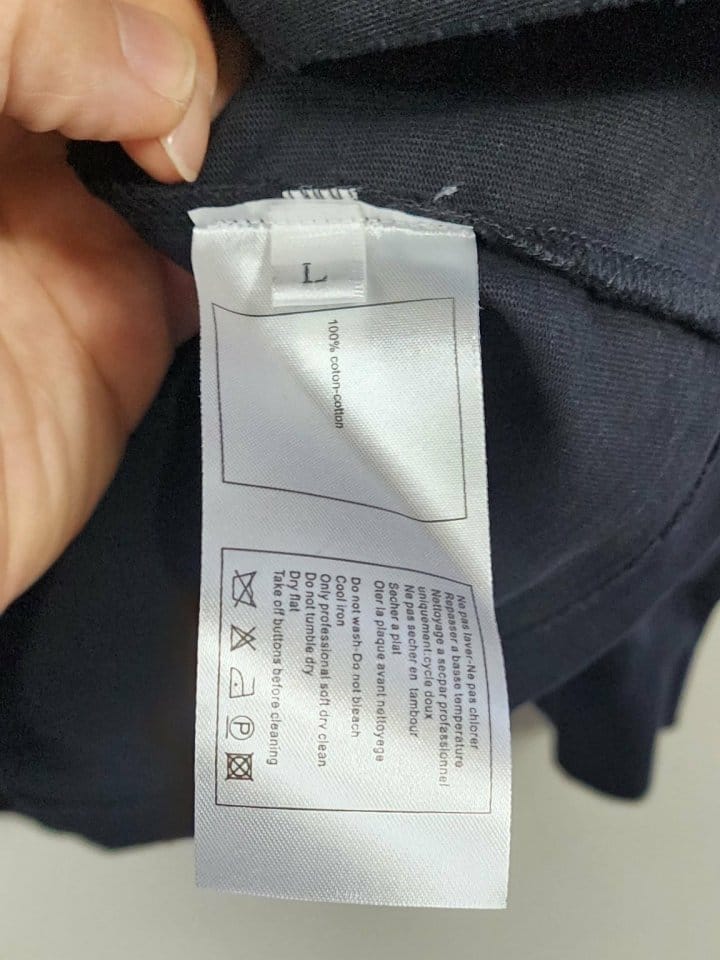 L
100% coton-cotton
Ne pas laver-Ne pas chlorer
Repasser a basse temperature
Nettoyage a secpar professionnel
uniquement.cycle doux
Ne pas secher en tambour
Secher a plat
Oter la plaque avant nettoyege
Do not wash-Do not bleach
Cool iron
Only professional soft dry clean
Do not tumble dry
Dry flat
Take off buttons before cleaning
P